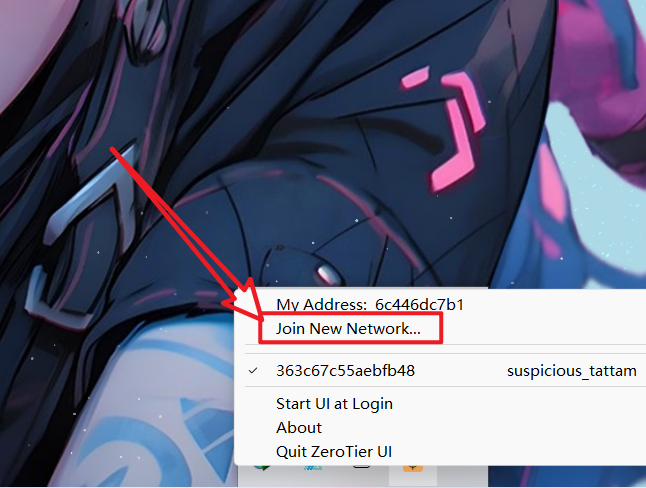 My Address: 6c446dc7b1
Join New Network...
363c67c55aebfb48 suspicious_tattam
Start UI at Login
About
Quit ZeroTier UI